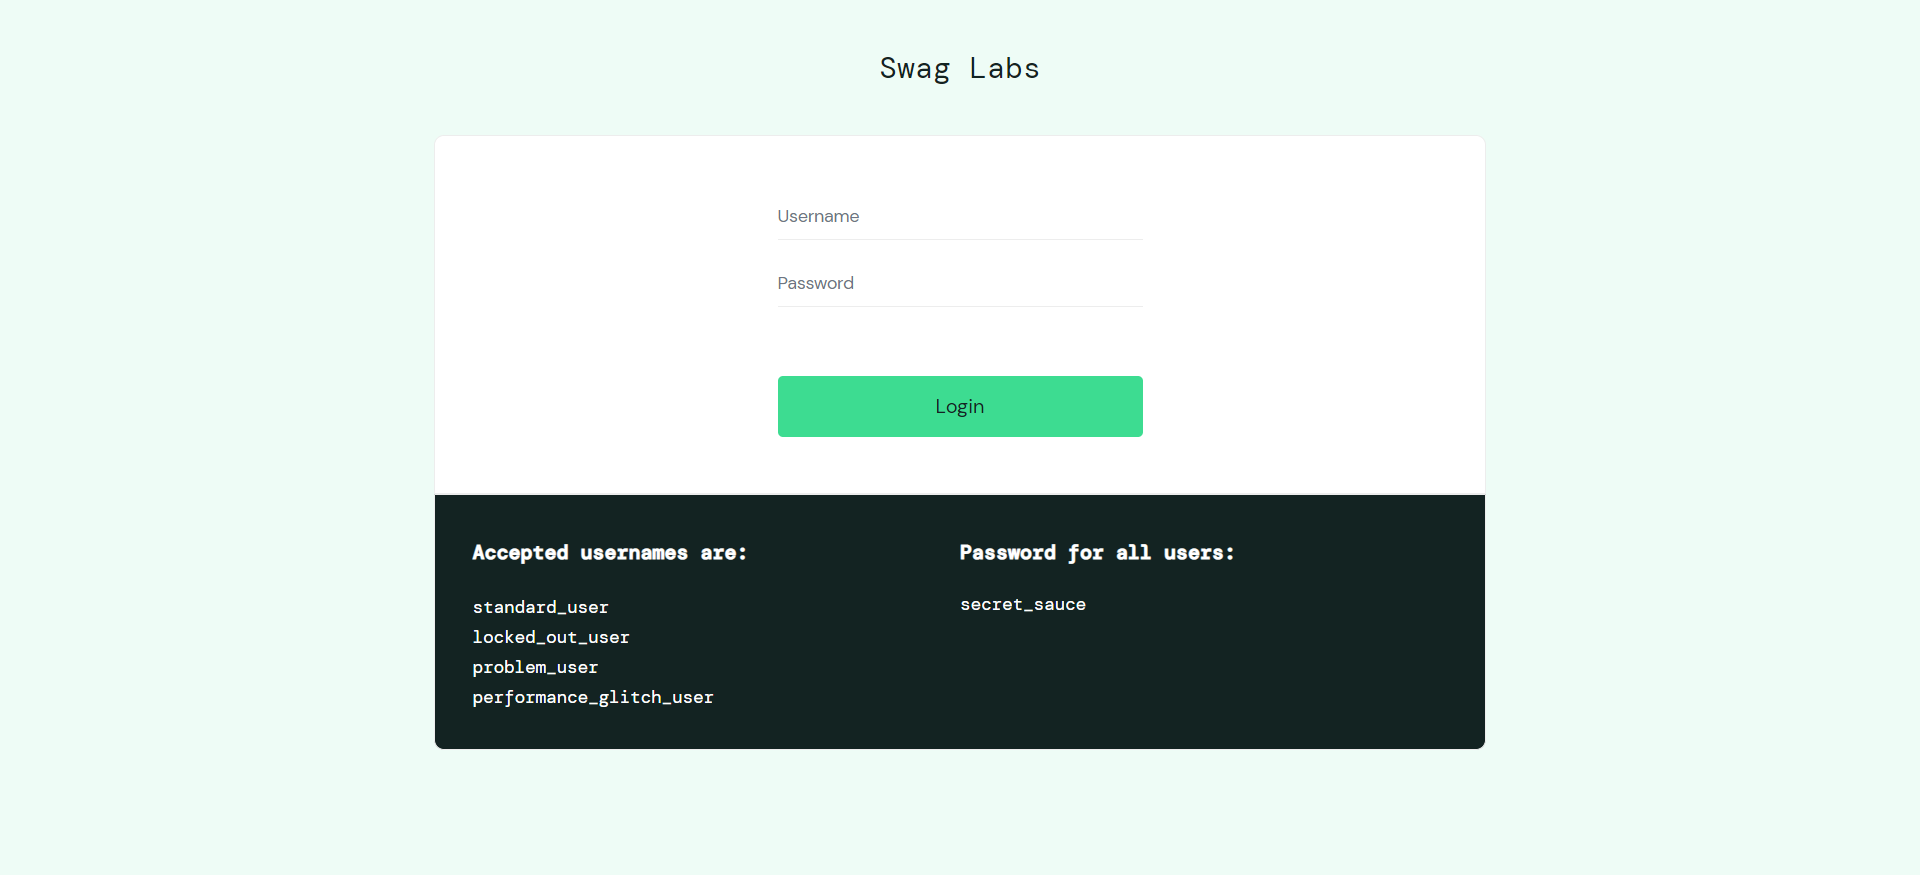 Swag Labs
Username
Password
Login
Accepted usernames are:
standard_user
locked_out_user
problem_user
performance_glitch_user
Password for all users:
secret_sauce